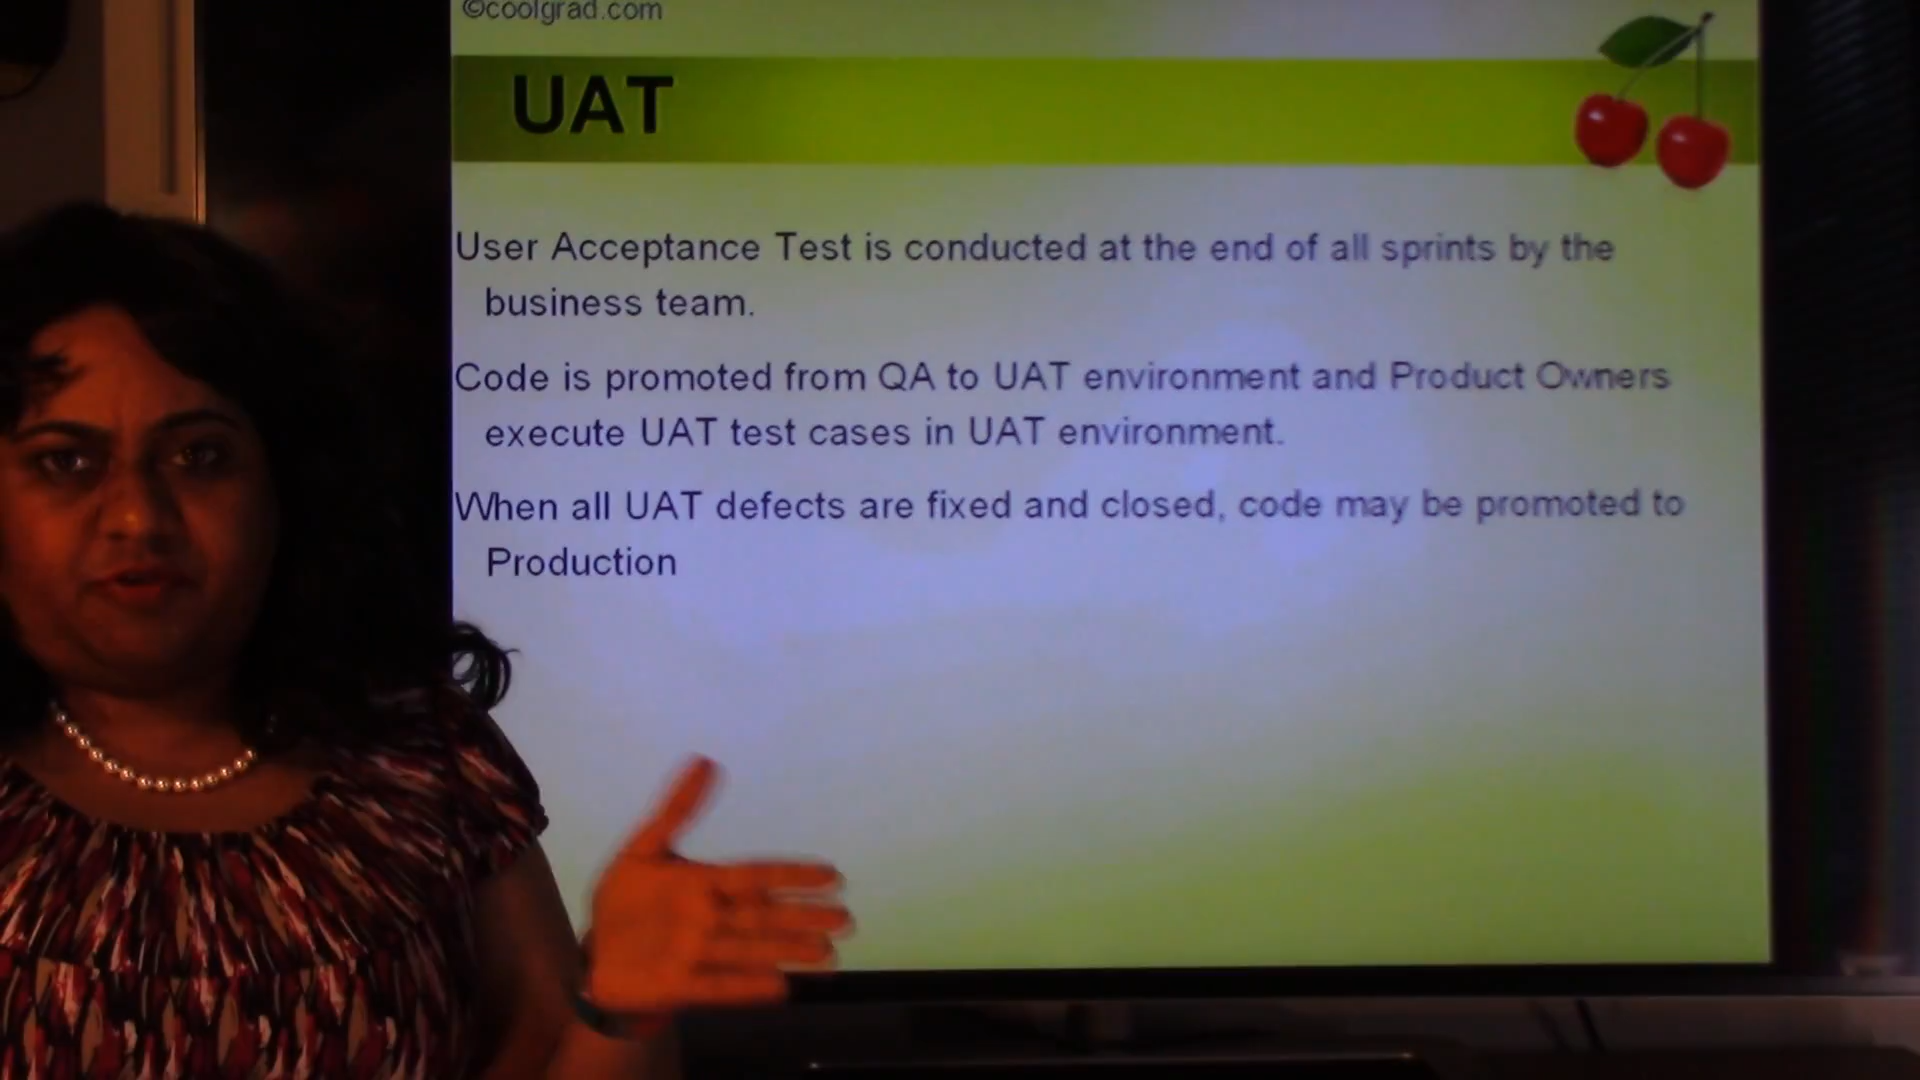 ©coolgrad.com
UAT
User Acceptance Test is conducted at the end of all sprints by the
business team.
Code is promoted from QA to UAT environment and Product Owners
execute UAT test cases in UAT environment.
When all UAT defects are fixed and closed, code may be promoted to
Production